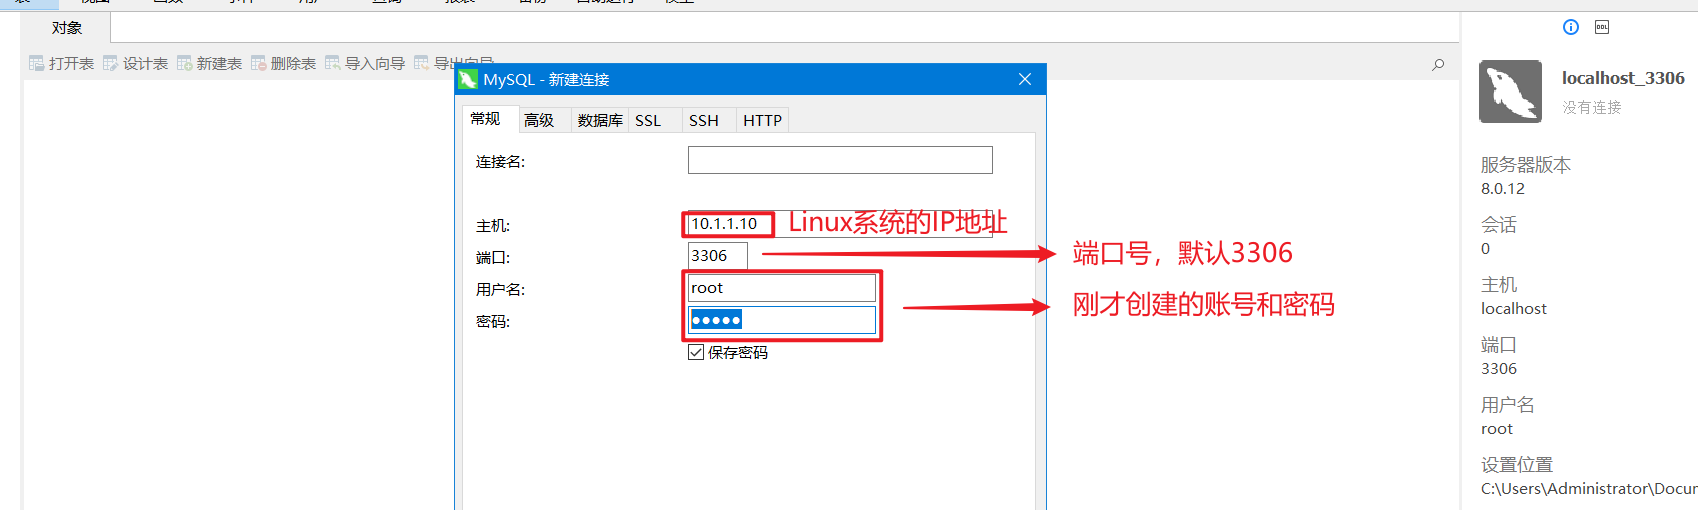 对象
打开表 设计表 新建表 删除表 导入向导 导出向导
MySQL - 新建连接
常规 高级 数据库 SSL SSH HTTP
连接名:
主机: 10.1.1.10 Linux系统的IP地址
端口: 3306 端口号，默认3306
用户名: root
刚才创建的账号和密码
密码: ●●●●●
保存密码
DDL
localhost_3306
没有连接
服务器版本
8.0.12
会话
0
主机
localhost
端口
3306
用户名
root
设置位置
C:\Users\Administrator\Docu